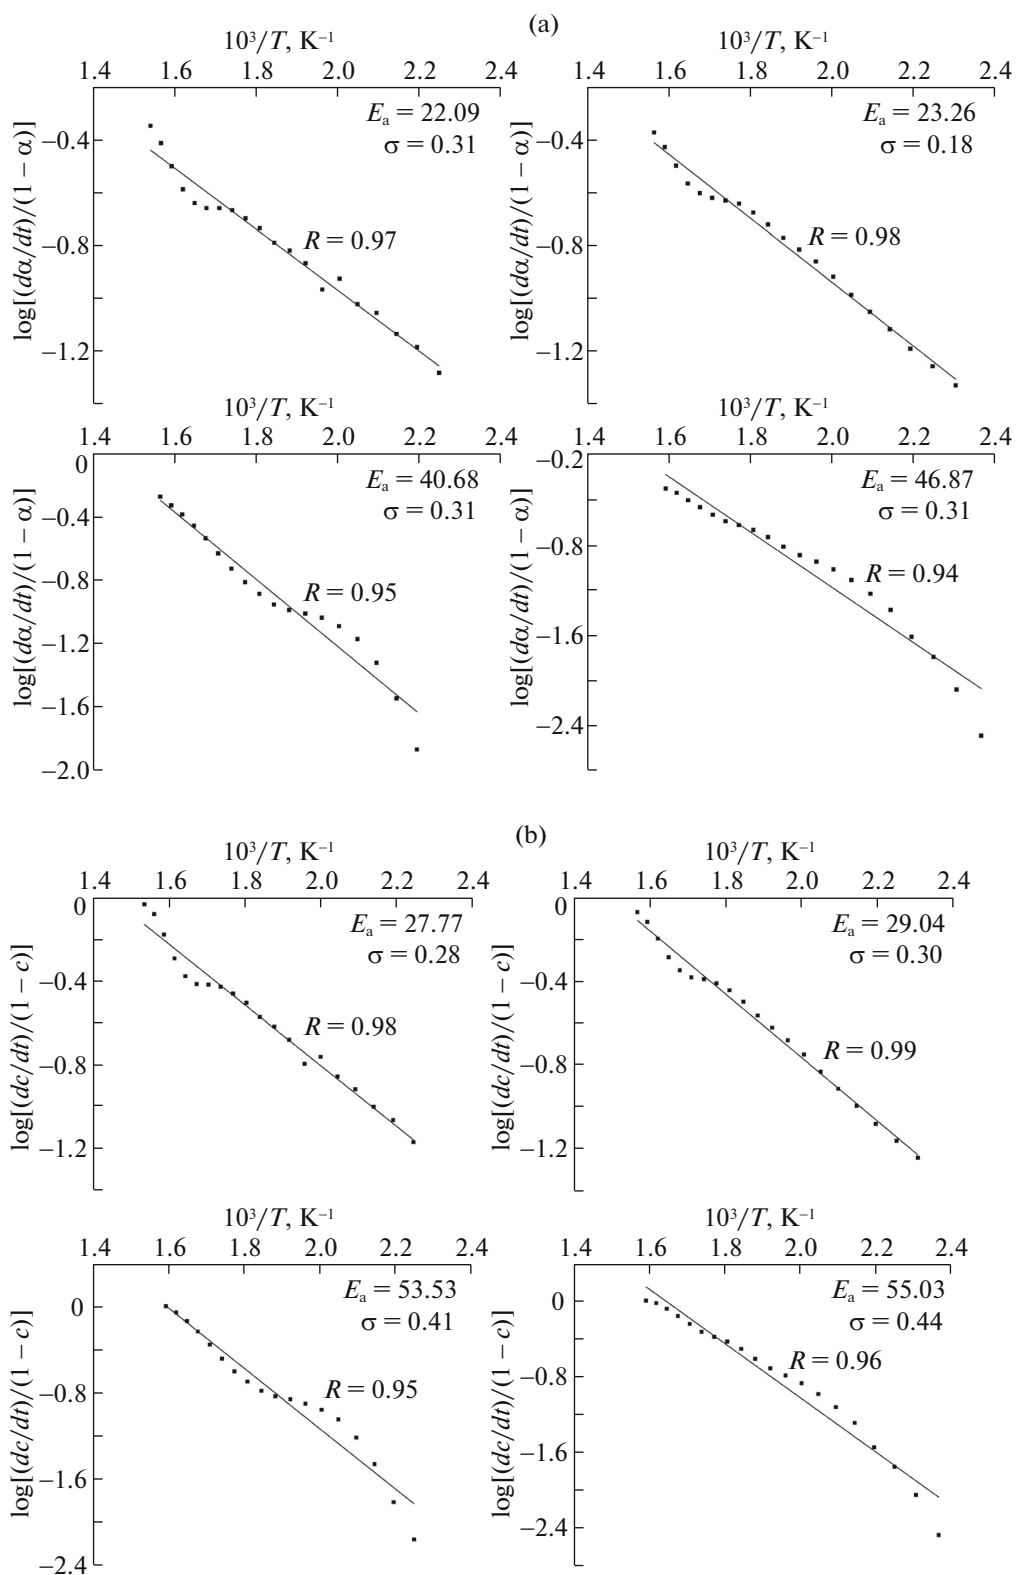 (a)
10³/T, K⁻¹
1.4 1.6 1.8 2.0 2.2 2.4
Eₐ = 22.09
σ = 0.31
R = 0.97
−0.4
−0.8
−1.2
log[(dα/dt)/(1 − α)]
10³/T, K⁻¹
1.4 1.6 1.8 2.0 2.2 2.4
Eₐ = 23.26
σ = 0.18
R = 0.98
−0.4
−0.8
−1.2
log[(dα/dt)/(1 − α)]
10³/T, K⁻¹
1.4 1.6 1.8 2.0 2.2 2.4
Eₐ = 40.68
σ = 0.31
R = 0.95
0
−0.4
−0.8
−1.2
−1.6
−2.0
log[(dα/dt)/(1 − α)]
10³/T, K⁻¹
1.4 1.6 1.8 2.0 2.2 2.4
Eₐ = 46.87
σ = 0.31
R = 0.94
−0.2
−0.8
−1.6
−2.4
log[(dα/dt)/(1 − α)]
(b)
10³/T, K⁻¹
1.4 1.6 1.8 2.0 2.2 2.4
Eₐ = 27.77
σ = 0.28
R = 0.98
0
−0.4
−0.8
−1.2
log[(dc/dt)/(1 − c)]
10³/T, K⁻¹
1.4 1.6 1.8 2.0 2.2 2.4
Eₐ = 29.04
σ = 0.30
R = 0.99
0
−0.4
−0.8
−1.2
log[(dc/dt)/(1 − c)]
10³/T, K⁻¹
1.4 1.6 1.8 2.0 2.2 2.4
Eₐ = 53.53
σ = 0.41
R = 0.95
0
−0.8
−1.6
−2.4
log[(dc/dt)/(1 − c)]
10³/T, K⁻¹
1.4 1.6 1.8 2.0 2.2 2.4
Eₐ = 55.03
σ = 0.44
R = 0.96
0
−0.8
−1.6
−2.4
log[(dc/dt)/(1 − c)]